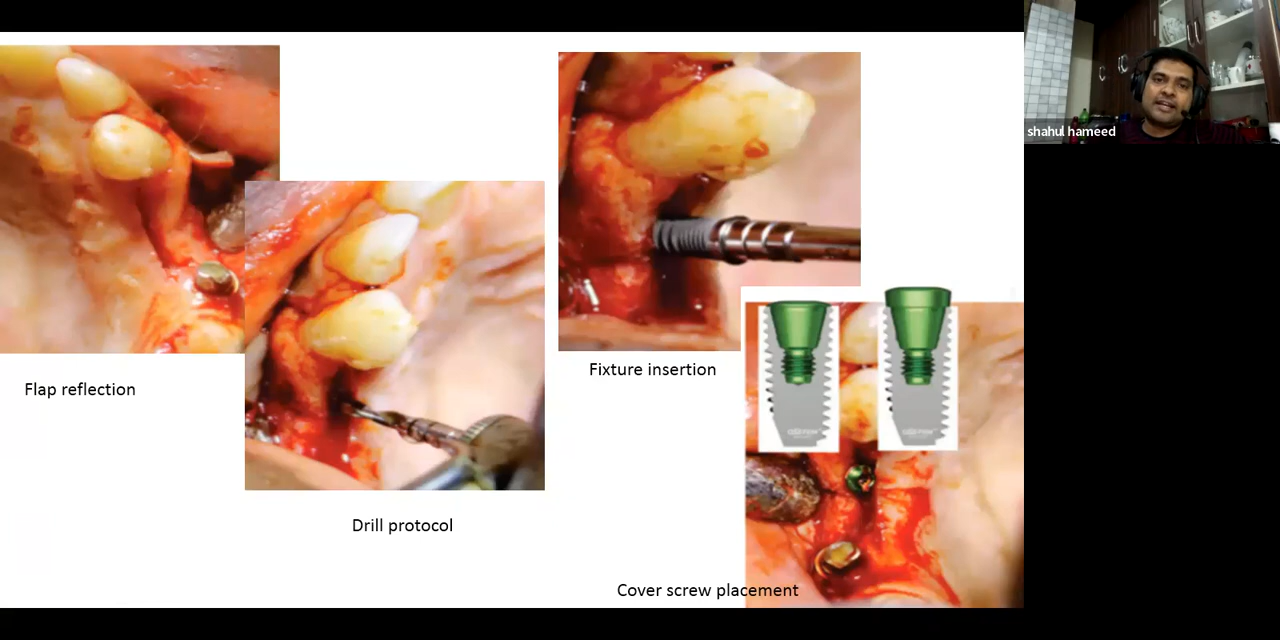 shahul hameed
Flap reflection
Fixture insertion
Drill protocol
Cover screw placement